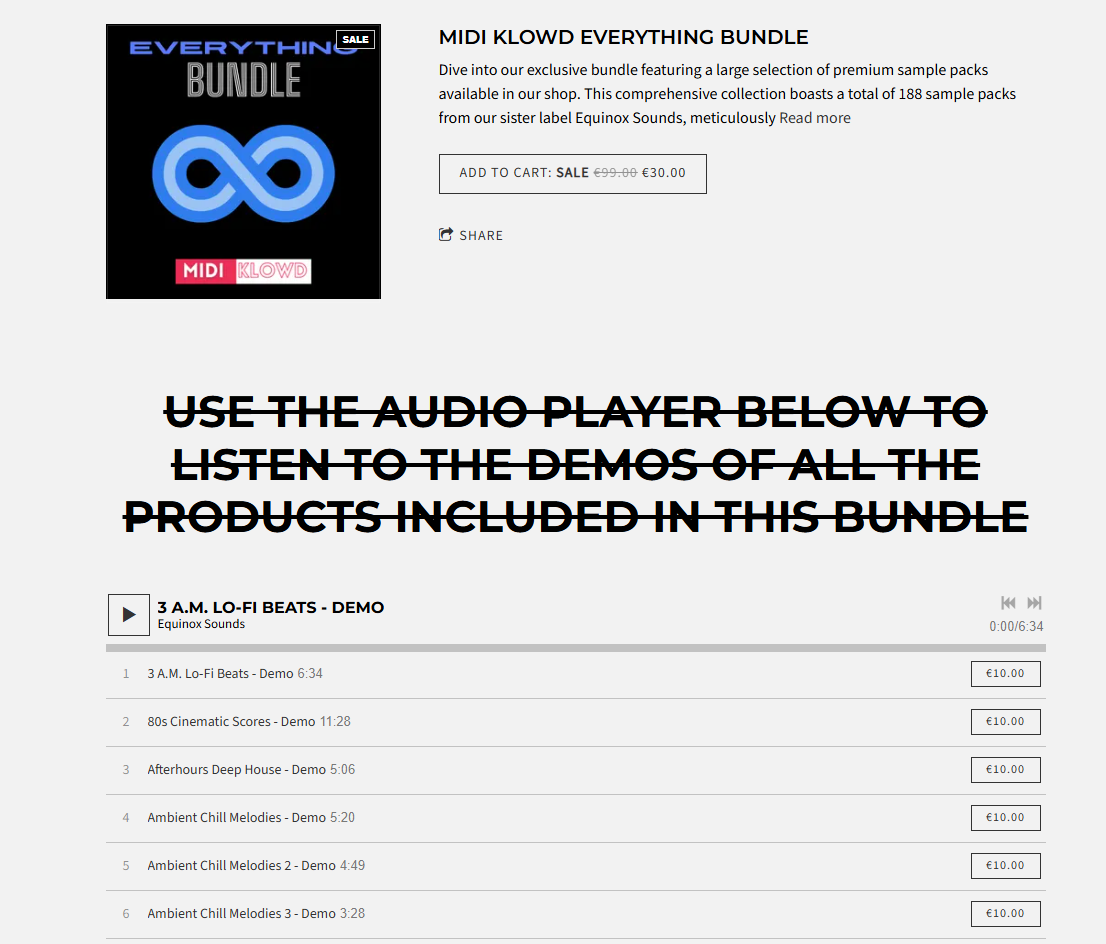 EVERYTHING
SALE
BUNDLE
MIDI KLOWD
MIDI KLOWD EVERYTHING BUNDLE
Dive into our exclusive bundle featuring a large selection of premium sample packs
available in our shop. This comprehensive collection boasts a total of 188 sample packs
from our sister label Equinox Sounds, meticulously Read more
ADD TO CART: SALE €99.00 €30.00
SHARE
USE THE AUDIO PLAYER BELOW TO
LISTEN TO THE DEMOS OF ALL THE
PRODUCTS INCLUDED IN THIS BUNDLE
3 A.M. LO-FI BEATS - DEMO
Equinox Sounds
0:00/6:34
1 3 A.M. Lo-Fi Beats - Demo 6:34 €10.00
2 80s Cinematic Scores - Demo 11:28 €10.00
3 Afterhours Deep House - Demo 5:06 €10.00
4 Ambient Chill Melodies - Demo 5:20 €10.00
5 Ambient Chill Melodies 2 - Demo 4:49 €10.00
6 Ambient Chill Melodies 3 - Demo 3:28 €10.00